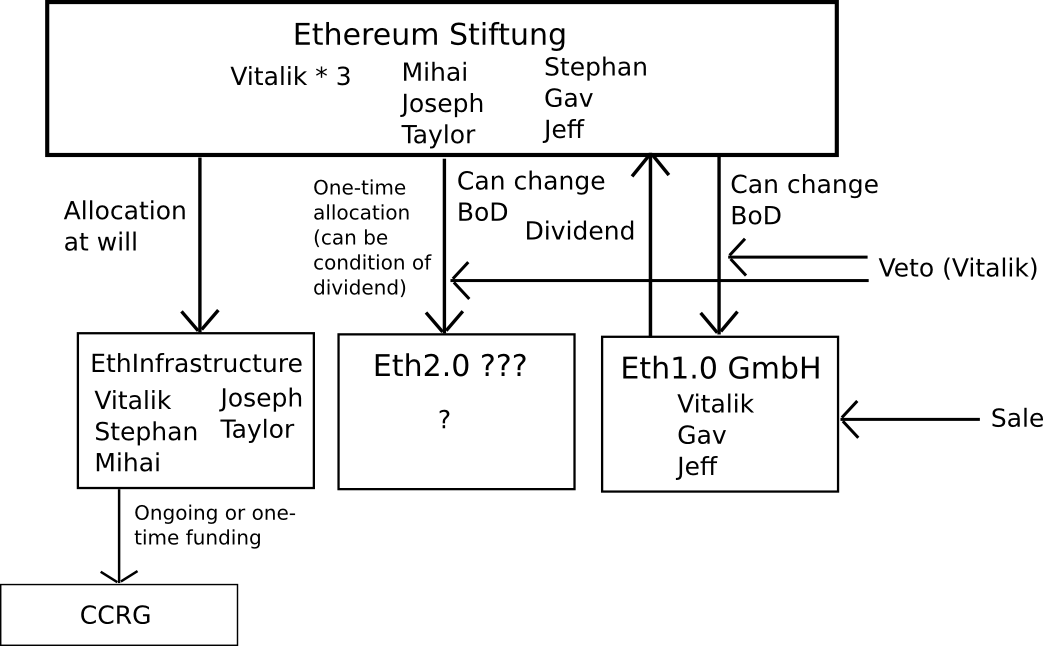 Ethereum Stiftung
Vitalik * 3
Mihai
Joseph
Taylor
Stephan
Gav
Jeff
Allocation
at will
One-time
allocation
(can be
condition of
dividend)
Can change
BoD
Dividend
Can change
BoD
Veto (Vitalik)
EthInfrastructure
Vitalik
Stephan
Mihai
Joseph
Taylor
Eth2.0 ???
?
Eth1.0 GmbH
Vitalik
Gav
Jeff
Sale
Ongoing or one-
time funding
CCRG